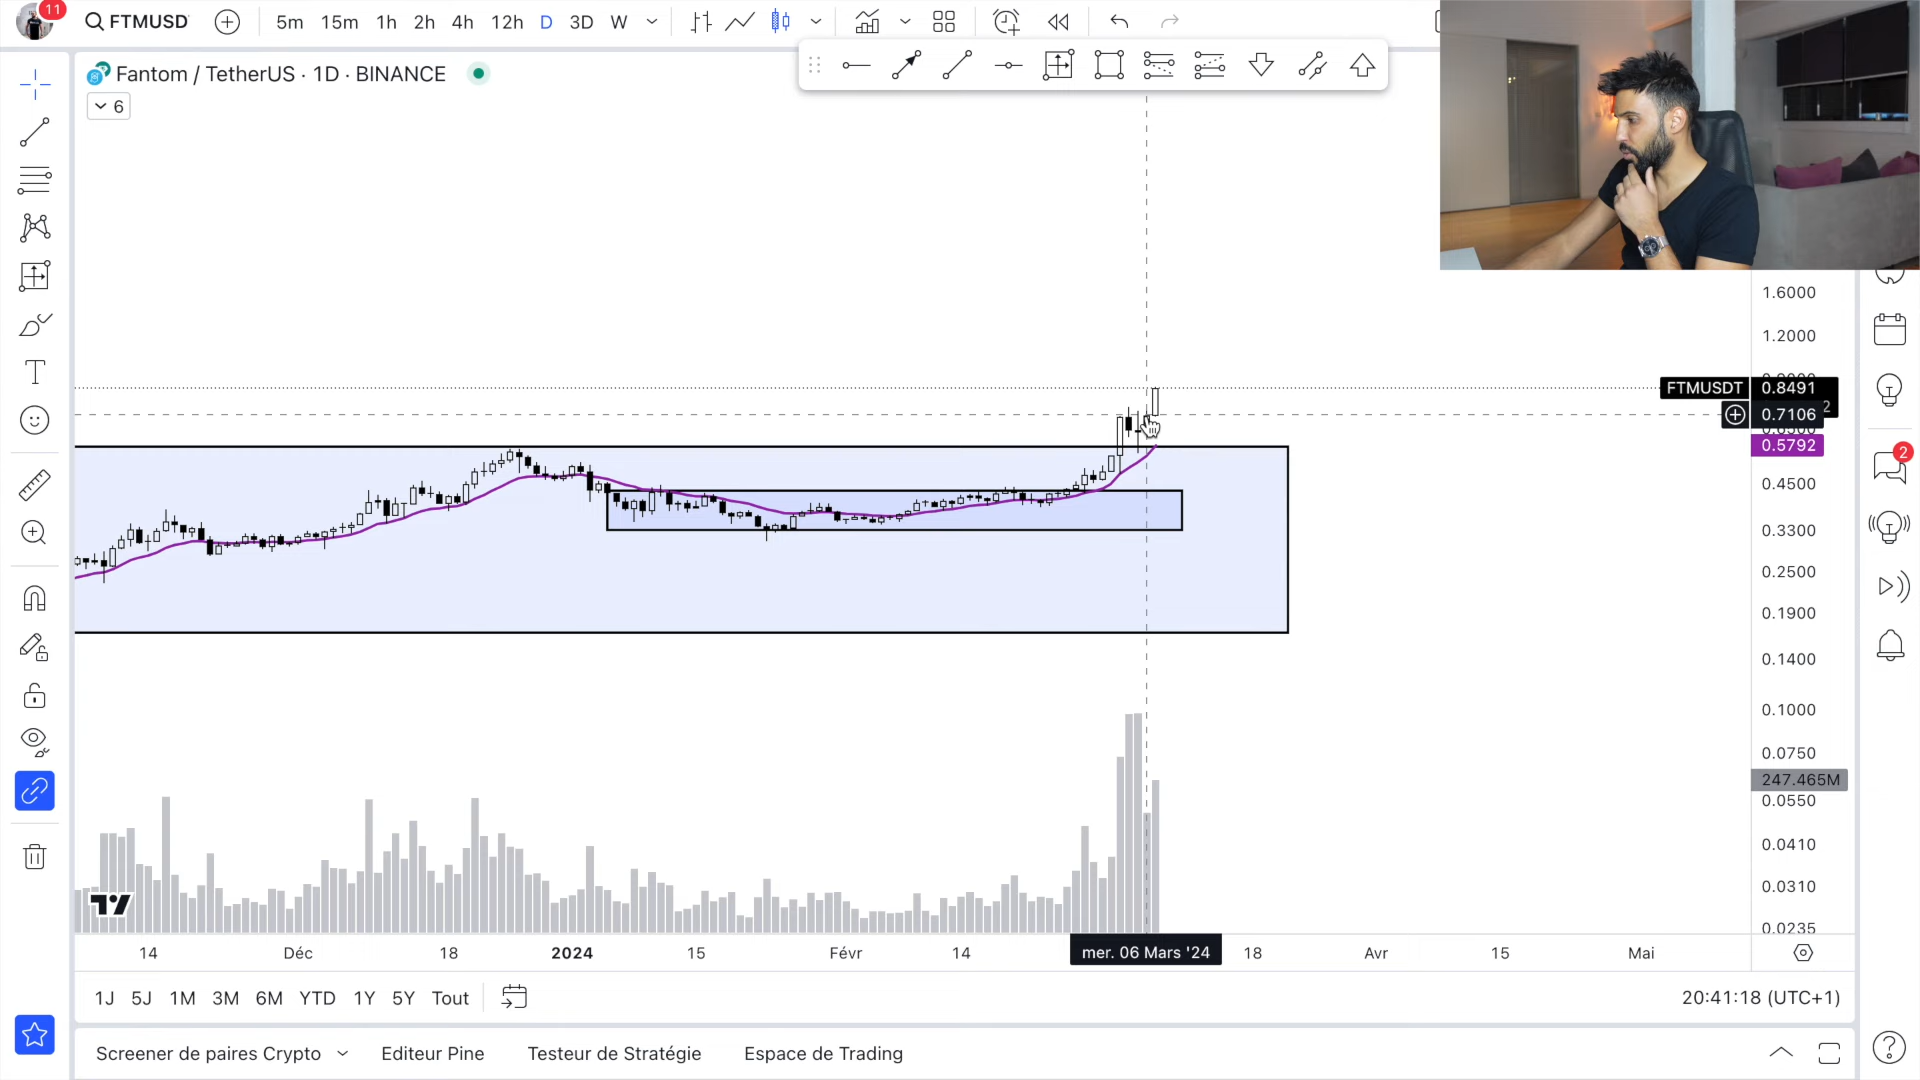 11
FTMUSD
5m 15m 1h 2h 4h 12h D 3D W
Fantom / TetherUS · 1D · BINANCE
6
1.6000
1.2000
FTMUSDT 0.8491
0.7106
0.5792
0.4500
0.3300
0.2500
0.1900
0.1400
0.1000
0.0750
247.465M
0.0550
0.0410
0.0310
0.0235
2
14 Déc 18 2024 15 Févr 14 mer. 06 Mars '24 18 Avr 15 Mai
1J 5J 1M 3M 6M YTD 1Y 5Y Tout
20:41:18 (UTC+1)
Screener de paires Crypto Editeur Pine Testeur de Stratégie Espace de Trading